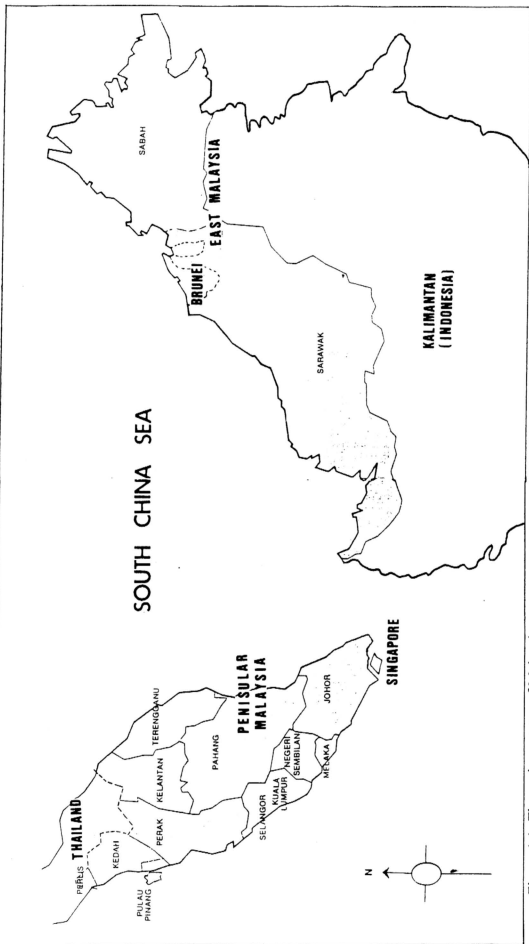 SOUTH CHINA SEA
THAILAND
PERLIS
KEDAH
PULAU
PINANG
PERAK
KELANTAN
TERENGGANU
PAHANG
PENISULAR
MALAYSIA
SELANGOR
KUALA
LUMPUR
NEGERI
SEMBILAN
MELAKA
JOHOR
SINGAPORE
N
SABAH
BRUNEI
EAST MALAYSIA
SARAWAK
KALIMANTAN
(INDONESIA)